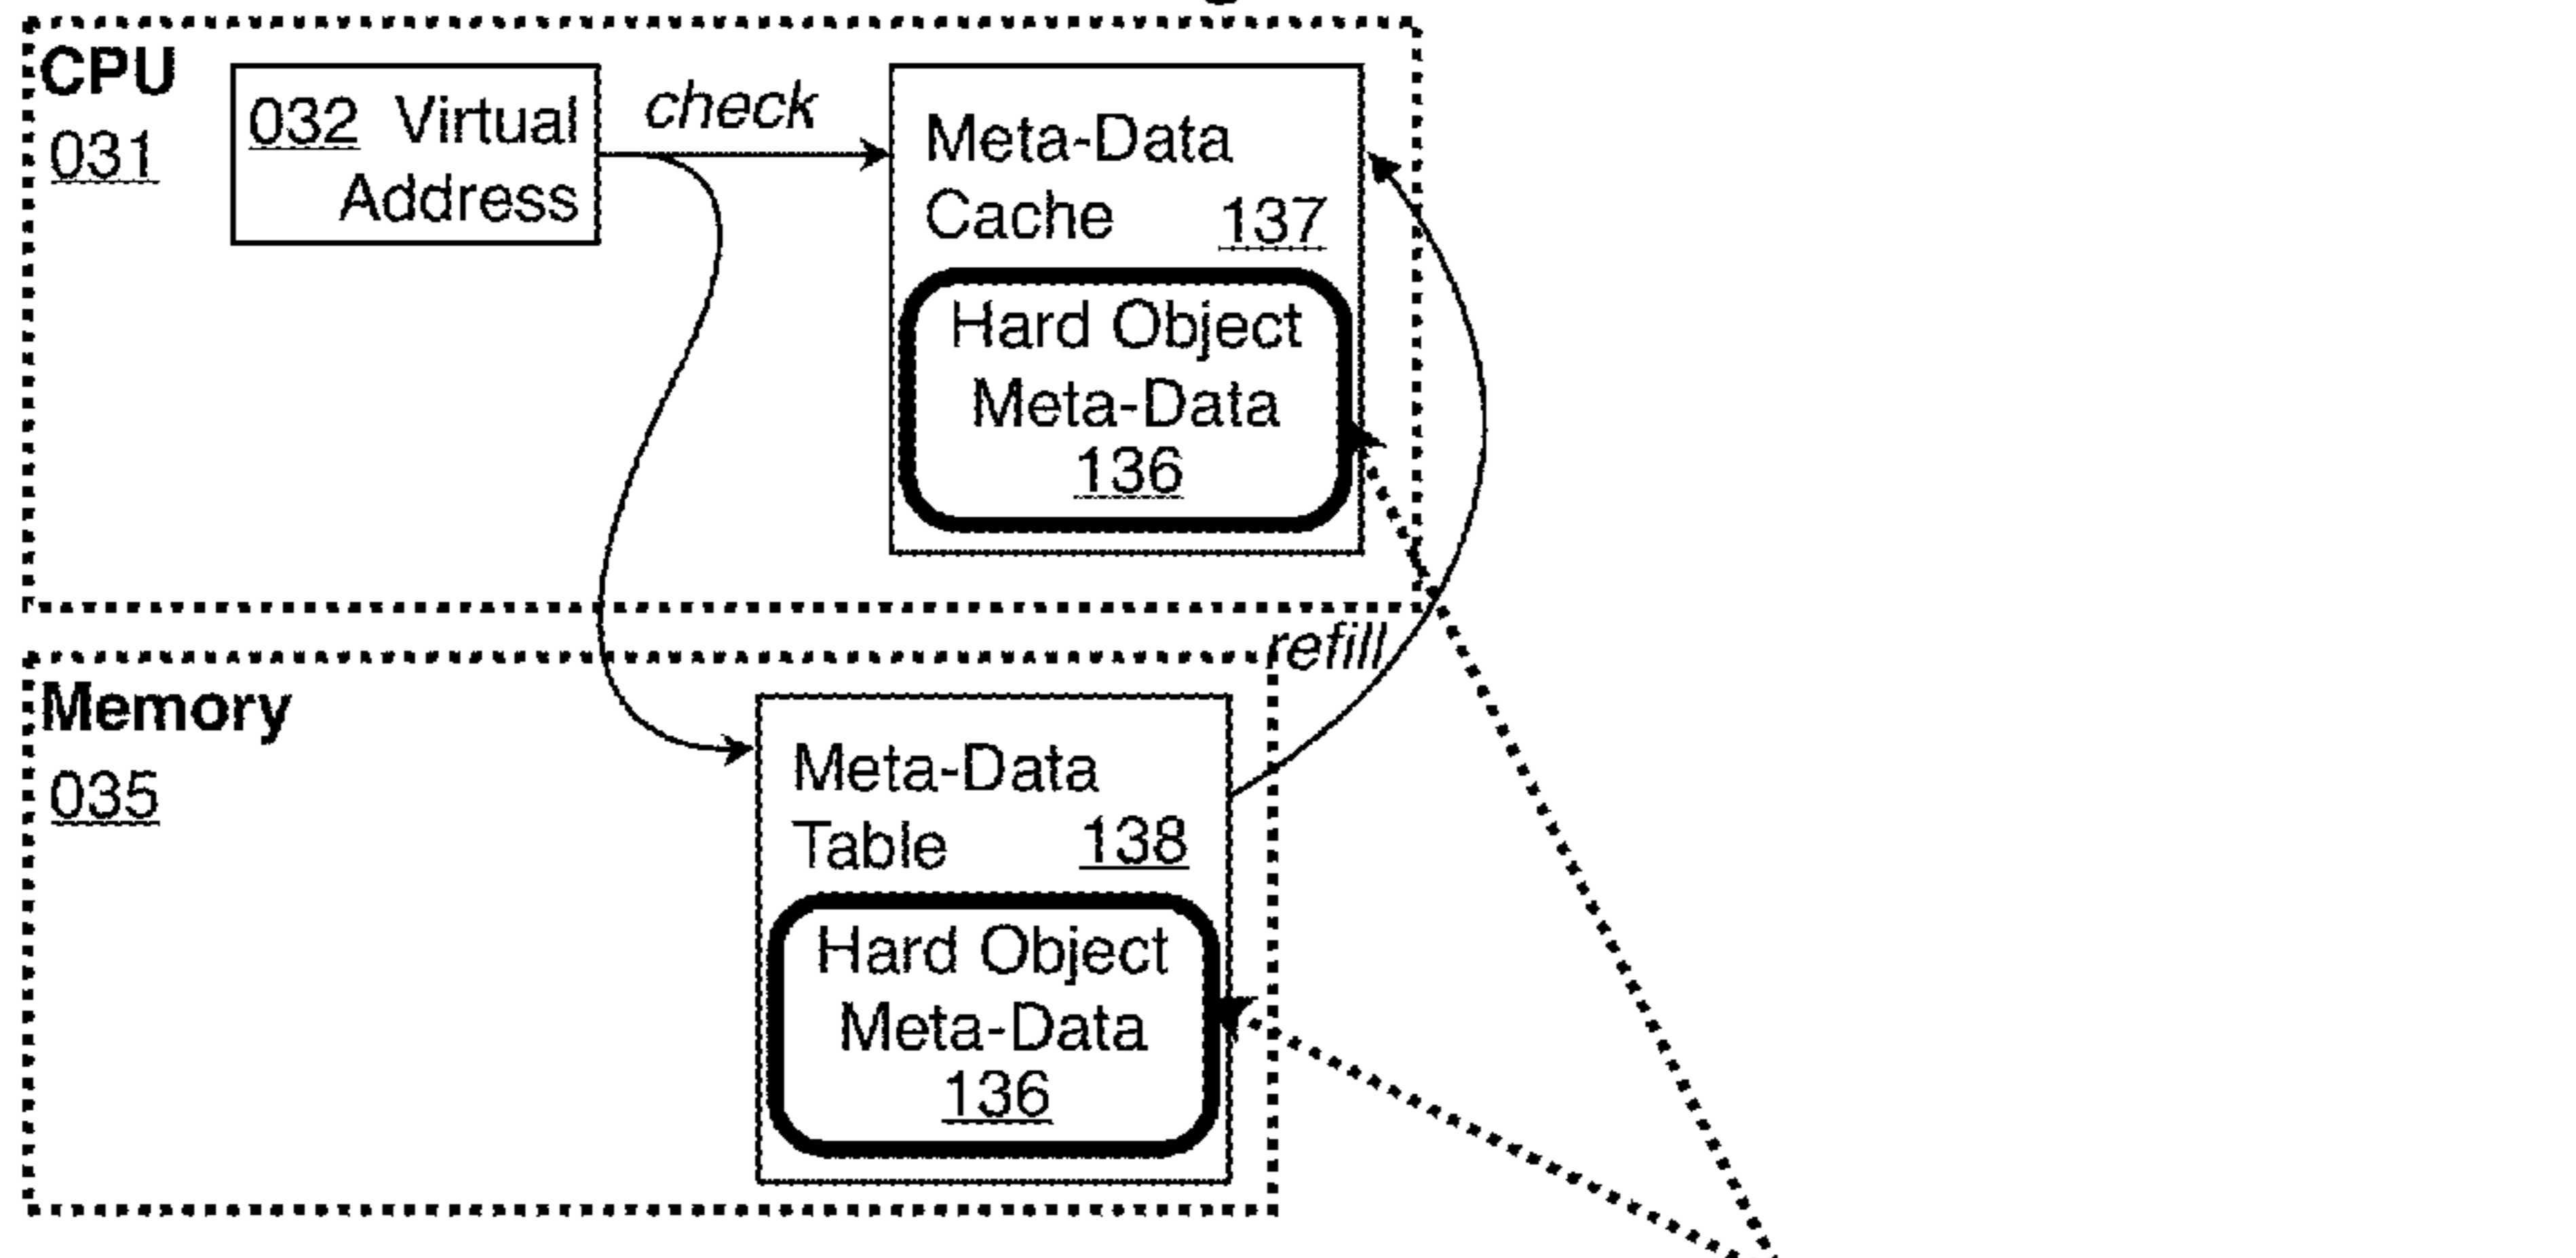 CPU
031
032 Virtual
Address
check
Meta-Data
Cache 137
Hard Object
Meta-Data
136
refill
Memory
035
Meta-Data
Table 138
Hard Object
Meta-Data
136